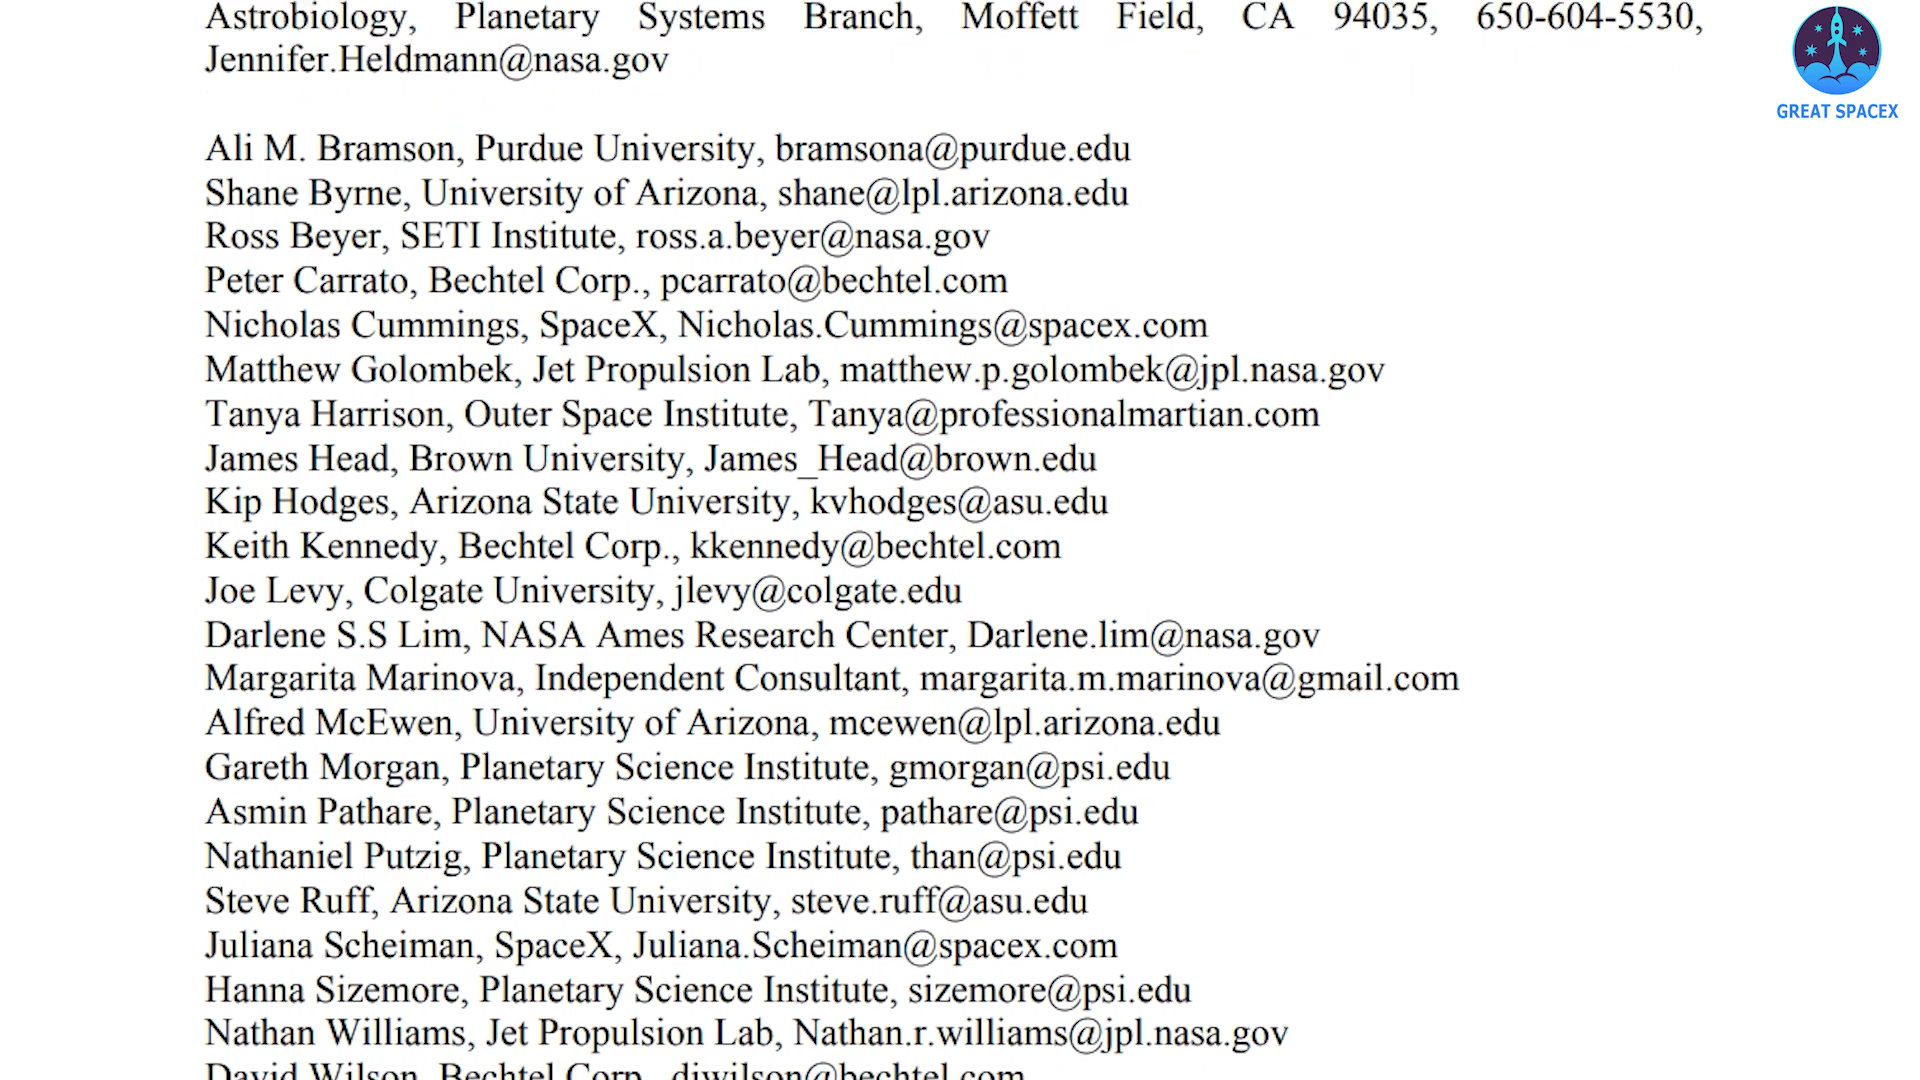 Astrobiology, Planetary Systems Branch, Moffett Field, CA 94035, 650-604-5530,
Jennifer.Heldmann@nasa.gov
GREAT SPACEX
Ali M. Bramson, Purdue University, bramsona@purdue.edu
Shane Byrne, University of Arizona, shane@lpl.arizona.edu
Ross Beyer, SETI Institute, ross.a.beyer@nasa.gov
Peter Carrato, Bechtel Corp., pcarrato@bechtel.com
Nicholas Cummings, SpaceX, Nicholas.Cummings@spacex.com
Matthew Golombek, Jet Propulsion Lab, matthew.p.golombek@jpl.nasa.gov
Tanya Harrison, Outer Space Institute, Tanya@professionalmartian.com
James Head, Brown University, James_Head@brown.edu
Kip Hodges, Arizona State University, kvhodges@asu.edu
Keith Kennedy, Bechtel Corp., kkennedy@bechtel.com
Joe Levy, Colgate University, jlevy@colgate.edu
Darlene S.S Lim, NASA Ames Research Center, Darlene.lim@nasa.gov
Margarita Marinova, Independent Consultant, margarita.m.marinova@gmail.com
Alfred McEwen, University of Arizona, mcewen@lpl.arizona.edu
Gareth Morgan, Planetary Science Institute, gmorgan@psi.edu
Asmin Pathare, Planetary Science Institute, pathare@psi.edu
Nathaniel Putzig, Planetary Science Institute, than@psi.edu
Steve Ruff, Arizona State University, steve.ruff@asu.edu
Juliana Scheiman, SpaceX, Juliana.Scheiman@spacex.com
Hanna Sizemore, Planetary Science Institute, sizemore@psi.edu
Nathan Williams, Jet Propulsion Lab, Nathan.r.williams@jpl.nasa.gov
David Wilson, Bechtel Corp., djwilson@bechtel.com